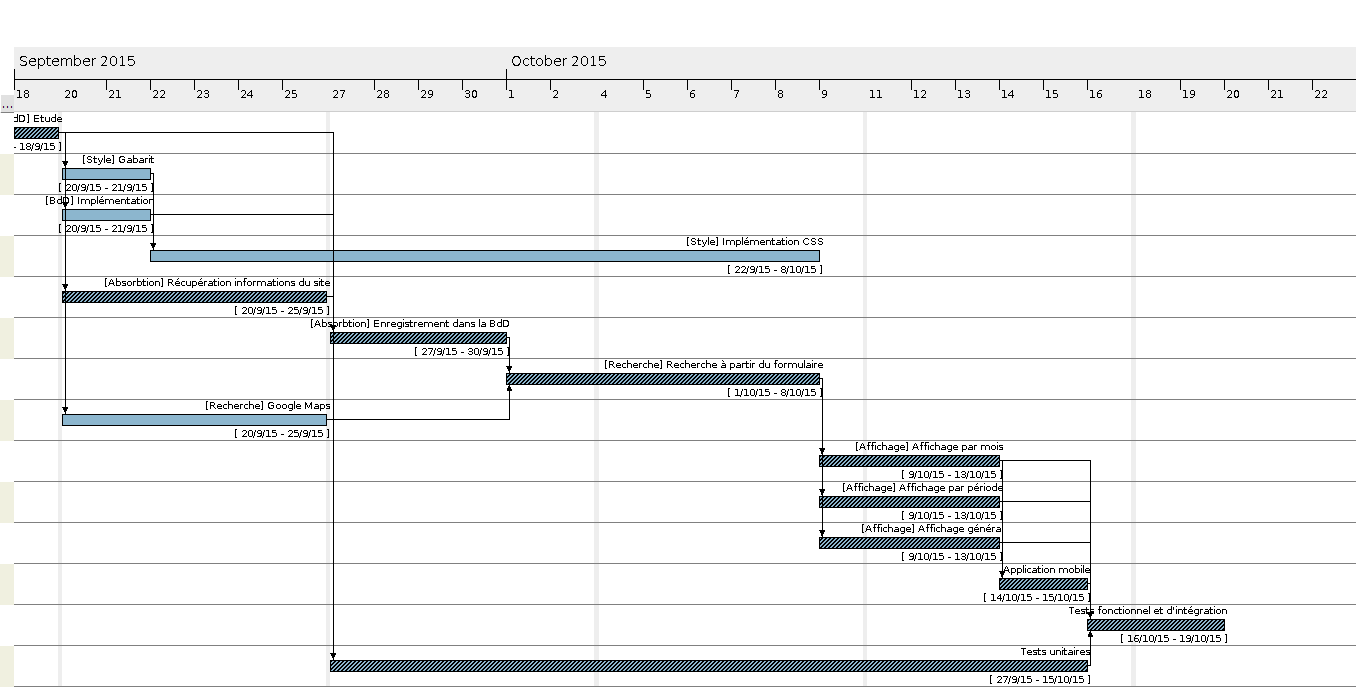 September 2015 October 2015
18 20 21 22 23 24 25 27 28 29 30 1 2 4 5 6 7 8 9 11 12 13 14 15 16 18 19 20 21 22
...
dD] Etude
- 18/9/15 ]
[Style] Gabarit
[ 20/9/15 - 21/9/15 ]
[BdD] Implémentation
[ 20/9/15 - 21/9/15 ]
[Style] Implémentation CSS
[ 22/9/15 - 8/10/15 ]
[Absorbtion] Récupération informations du site
[ 20/9/15 - 25/9/15 ]
[Absorbtion] Enregistrement dans la BdD
[ 27/9/15 - 30/9/15 ]
[Recherche] Recherche à partir du formulaire
[ 1/10/15 - 8/10/15 ]
[Recherche] Google Maps
[ 20/9/15 - 25/9/15 ]
[Affichage] Affichage par mois
[ 9/10/15 - 13/10/15 ]
[Affichage] Affichage par période
[ 9/10/15 - 13/10/15 ]
[Affichage] Affichage généra
[ 9/10/15 - 13/10/15 ]
Application mobile
[ 14/10/15 - 15/10/15 ]
Tests fonctionnel et d'intégration
[ 16/10/15 - 19/10/15 ]
Tests unitaires
[ 27/9/15 - 15/10/15 ]